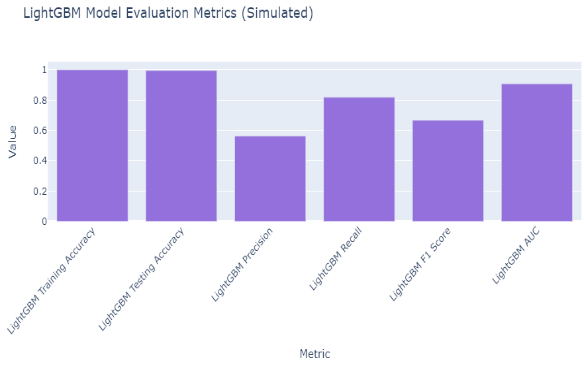 LightGBM Model Evaluation Metrics (Simulated)
Value
1
0.8
0.6
0.4
0.2
0
LightGBM Training Accuracy
LightGBM Testing Accuracy
LightGBM Precision
LightGBM Recall
LightGBM F1 Score
LightGBM AUC
Metric